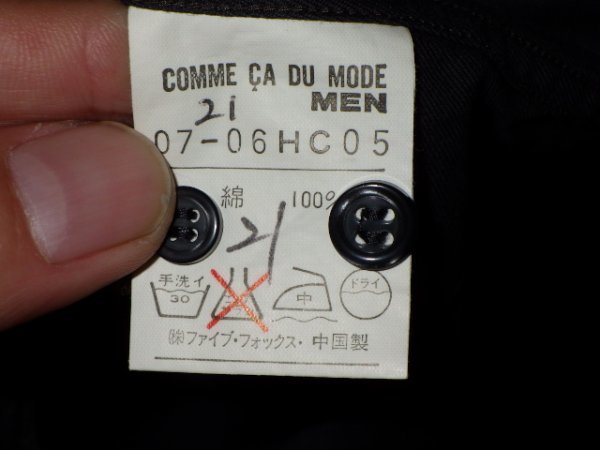 COMME ÇA DU MODE
21 MEN
07-06HC05
綿 100%
21
手洗イ 30 中 ドライ
㈱ファイブ・フォックス・中国製